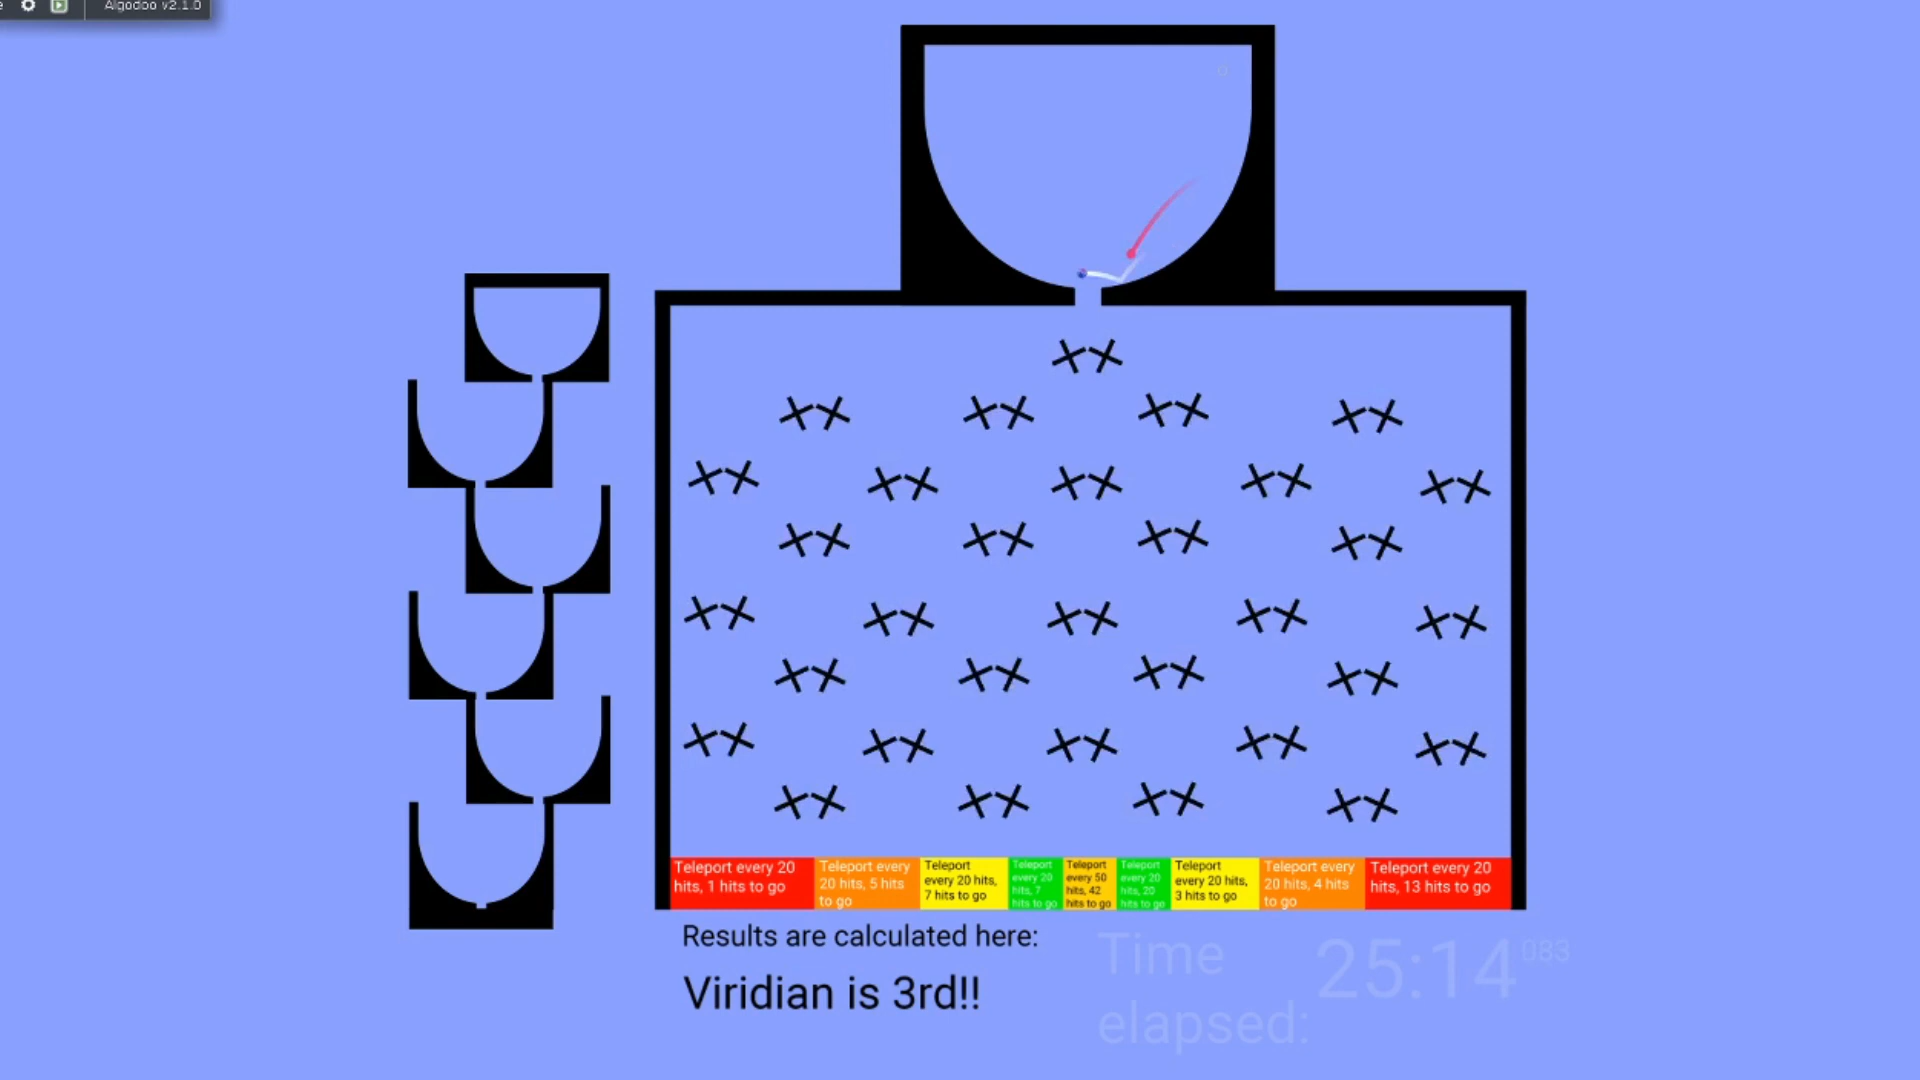 Algodoo v2.1.0
Teleport every 20
hits, 1 hits to go
Teleport every
20 hits, 5 hits
to go
Teleport
every 20 hits,
7 hits to go
Teleport
every 20
hits, 7
hits to go
Teleport
every 50
hits, 42
hits to go
Teleport
every 20
hits, 20
hits to go
Teleport
every 20 hits,
3 hits to go
Teleport every
20 hits, 4 hits
to go
Teleport every 20
hits, 13 hits to go
Results are calculated here:
Viridian is 3rd!!
Time
elapsed:
25:14 083